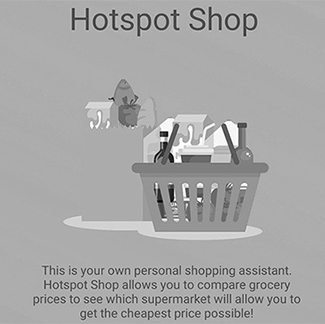 Hotspot Shop
This is your own personal shopping assistant.
Hotspot Shop allows you to compare grocery
prices to see which supermarket will allow you to
get the cheapest price possible!